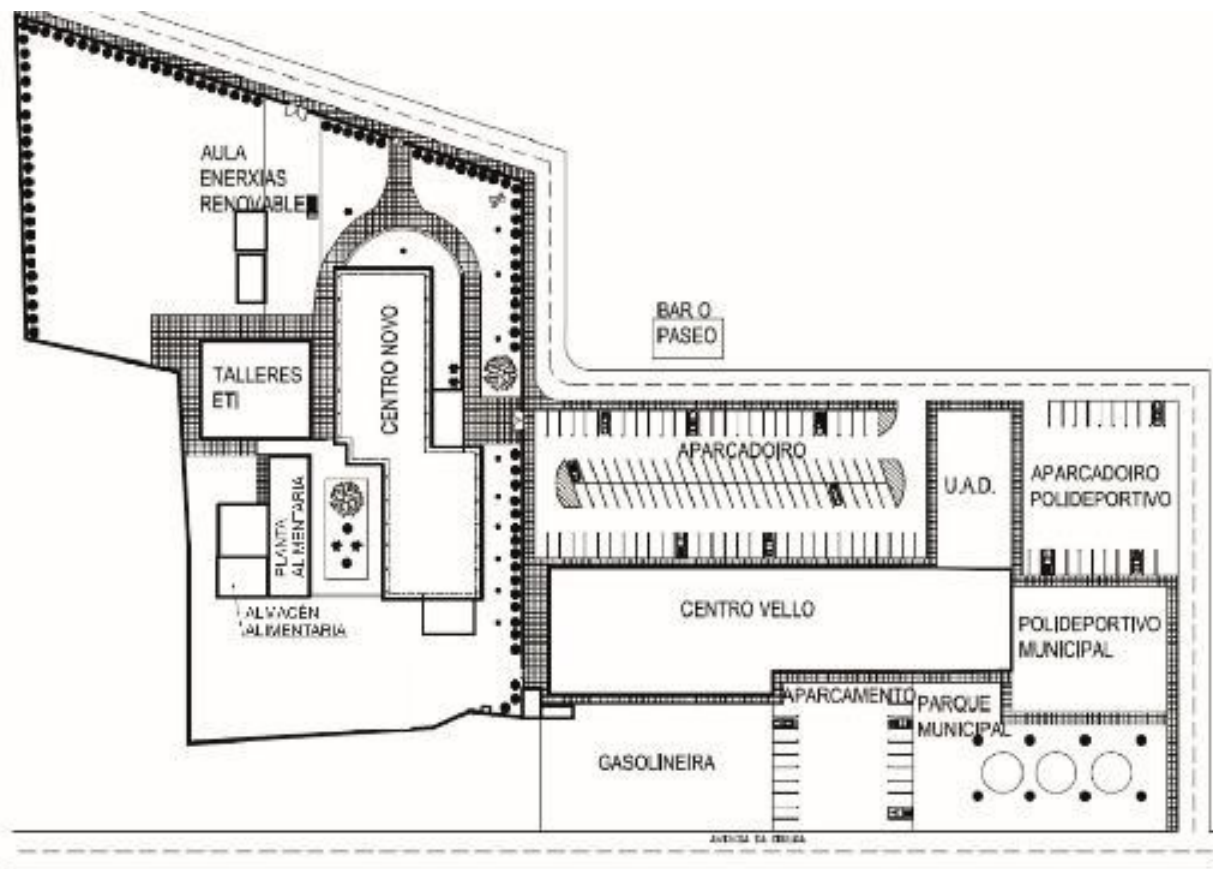 AULA
ENERXIAS
RENOVABLE
BAR O
PASEO
TALLERES
ETI
CENTRO NOVO
APARCADOIRO
U.A.D.
APARCADOIRO
POLIDEPORTIVO
PLANTA
ALIMENTARIA
ALMACÉN
ALIMENTARIA
CENTRO VELLO
POLIDEPORTIVO
MUNICIPAL
APARCAMENTO
PARQUE
MUNICIPAL
GASOLINEIRA